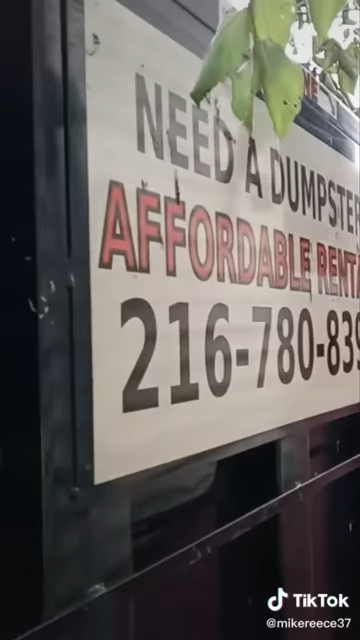 NEED A DUMPSTER
AFFORDABLE RENTA
216-780-839
TikTok
@mikereece37